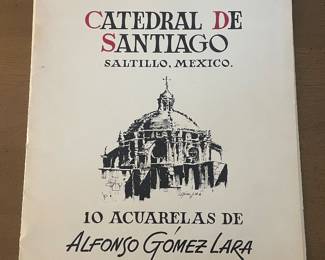 CATEDRAL DE
SANTIAGO
SALTILLO, MEXICO.
10 ACUARELAS DE
ALFONSO GÓMEZ LARA